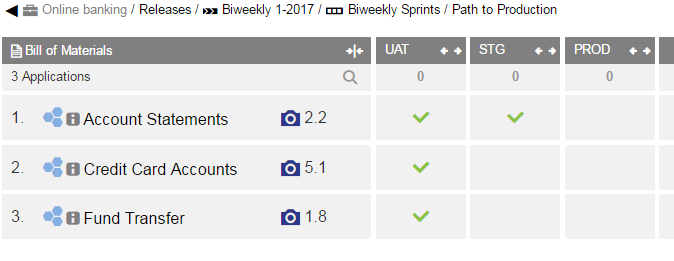 Online banking / Releases / Biweekly 1-2017 / Biweekly Sprints / Path to Production
Bill of Materials UAT STG PROD
3 Applications 0 0 0
1. Account Statements 2.2
2. Credit Card Accounts 5.1
3. Fund Transfer 1.8